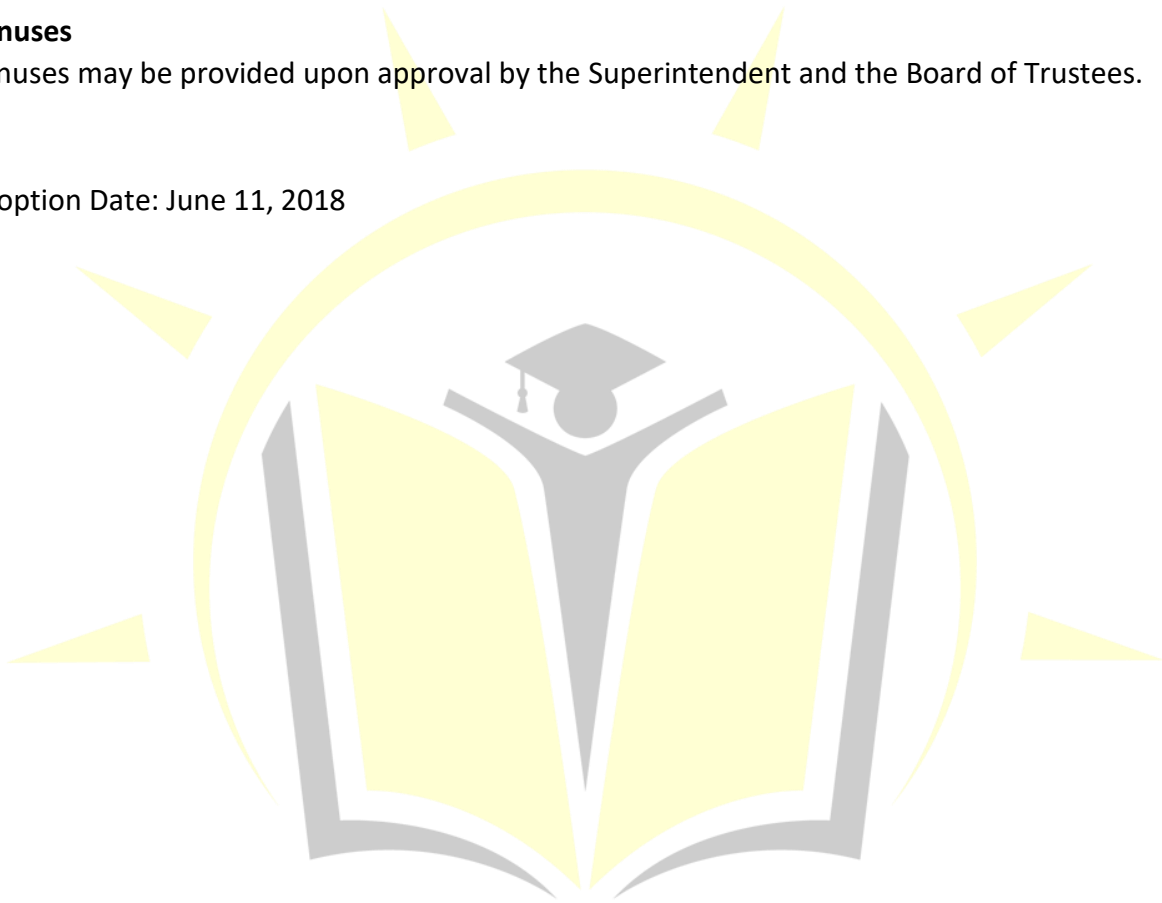 nuses
nuses may be provided upon approval by the Superintendent and the Board of Trustees.
option Date: June 11, 2018